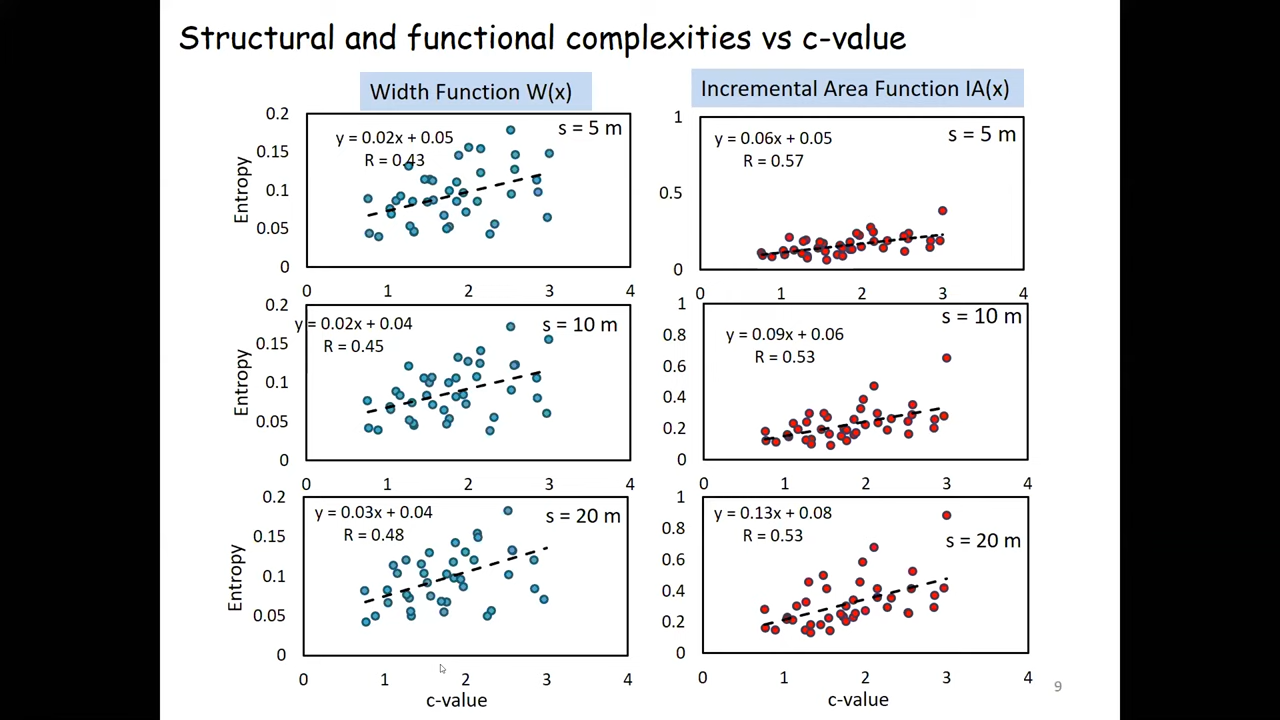 Structural and functional complexities vs c-value
Width Function W(x)
0.2
0.15
0.1
0.05
0
Entropy
y = 0.02x + 0.05
R = 0.43
s = 5 m
0 1 2 3 4
0.2
0.15
0.1
0.05
0
Entropy
y = 0.02x + 0.04
R = 0.45
s = 10 m
0 1 2 3 4
0.2
0.15
0.1
0.05
0
Entropy
y = 0.03x + 0.04
R = 0.48
s = 20 m
0 1 2 3 4
c-value
Incremental Area Function IA(x)
1
0.5
0
y = 0.06x + 0.05
R = 0.57
s = 5 m
0 1 2 3 4
1
0.8
0.6
0.4
0.2
0
y = 0.09x + 0.06
R = 0.53
s = 10 m
0 1 2 3 4
1
0.8
0.6
0.4
0.2
0
y = 0.13x + 0.08
R = 0.53
s = 20 m
0 1 2 3 4
c-value
9